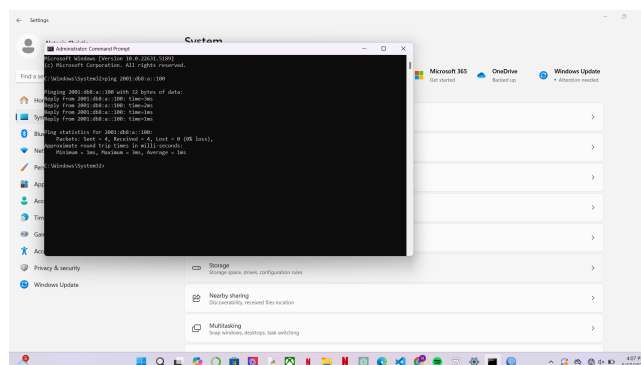 Settings
System
Administrator: Command Prompt
Microsoft Windows [Version 10.0.22631.5189]
(c) Microsoft Corporation. All rights reserved.
C:\Windows\System32>ping 2001:db8:a::100
Pinging 2001:db8:a::100 with 32 bytes of data:
Reply from 2001:db8:a::100: time=3ms
Reply from 2001:db8:a::100: time=2ms
Reply from 2001:db8:a::100: time=1ms
Reply from 2001:db8:a::100: time=1ms
Ping statistics for 2001:db8:a::100:
Packets: Sent = 4, Received = 4, Lost = 0 (0% loss),
Approximate round trip times in milli-seconds:
Minimum = 1ms, Maximum = 3ms, Average = 1ms
C:\Windows\System32>
Find a se
Microsoft 365
Get started
OneDrive
Backed up
Windows Update
Attention needed
Privacy & security
Windows Update
Storage
Storage space, drives, configuration rules
Nearby sharing
Discoverability, received files location
Multitasking
Snap windows, desktops, task switching
4:07 P